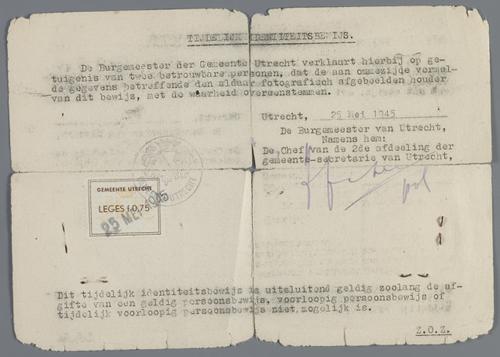 TIJDELIJK IDENTITEITSBEWIJS.
De Burgemeester der Gemeente Utrecht verklaart hierbij op ge-
tuigenis van twee betrouwbare personen, dat de aan ommezijde vermel-
de gegevens betreffende den aldaar fotografisch afgebeelden houder
van dit bewijs, met de waarheid overeenstemmen.
Utrecht, 25 Mei 1945
De Burgemeester van Utrecht,
Namens hem:
De Chef van de 2de afdeeling der
gemeente-secretarie van Utrecht,
UTRECHT
GEMEENTE UTRECHT
LEGES f 0,75
25 MEI 1945
Dit tijdelijk identiteitsbewijs is uitsluitend geldig zoolang de af-
gifte van een geldig persoonsbewijs, voorloopig persoonsbewijs of
tijdelijk voorloopig persoonsbewijs niet mogelijk is.
Z.O.Z.